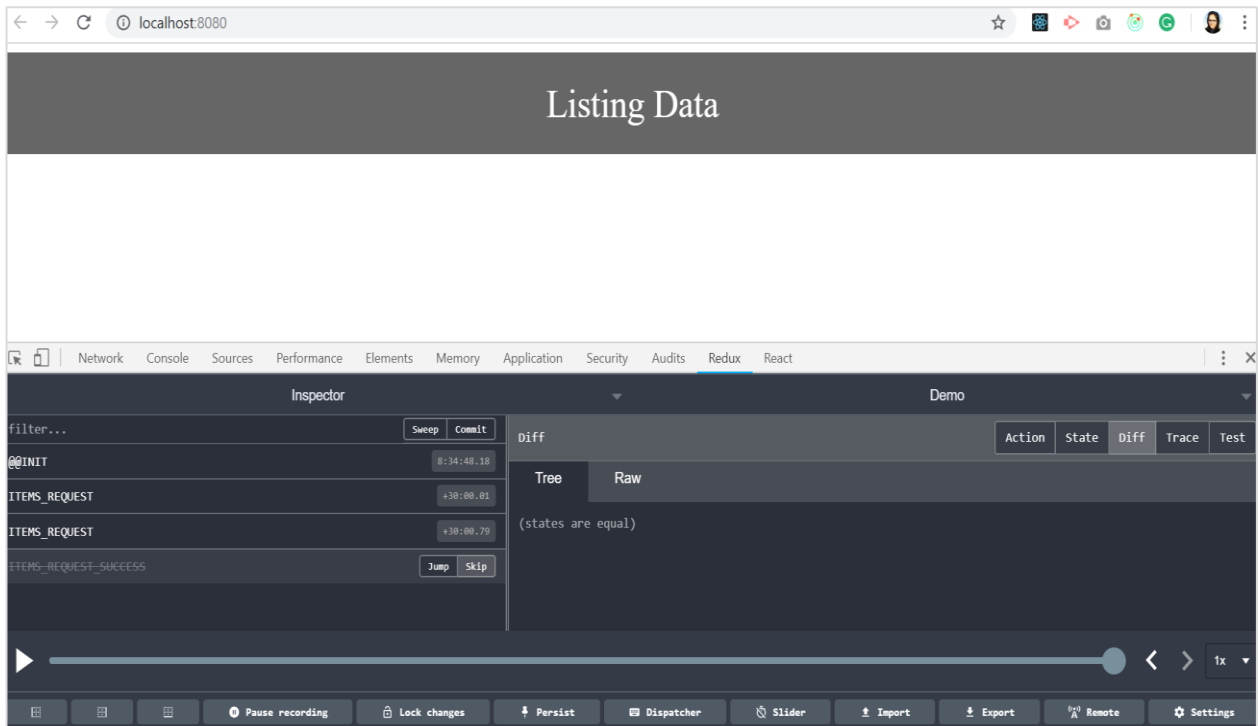 localhost:8080
Listing Data
Network Console Sources Performance Elements Memory Application Security Audits Redux React
Inspector Demo
filter... Sweep Commit
Diff Action State Diff Trace Test
@@INIT 8:34:48.18
Tree Raw
ITEMS_REQUEST +30:00.01
(states are equal)
ITEMS_REQUEST +30:00.79
ITEMS_REQUEST_SUCCESS Jump Skip
1x
Pause recording Lock changes Persist Dispatcher Slider Import Export Remote Settings